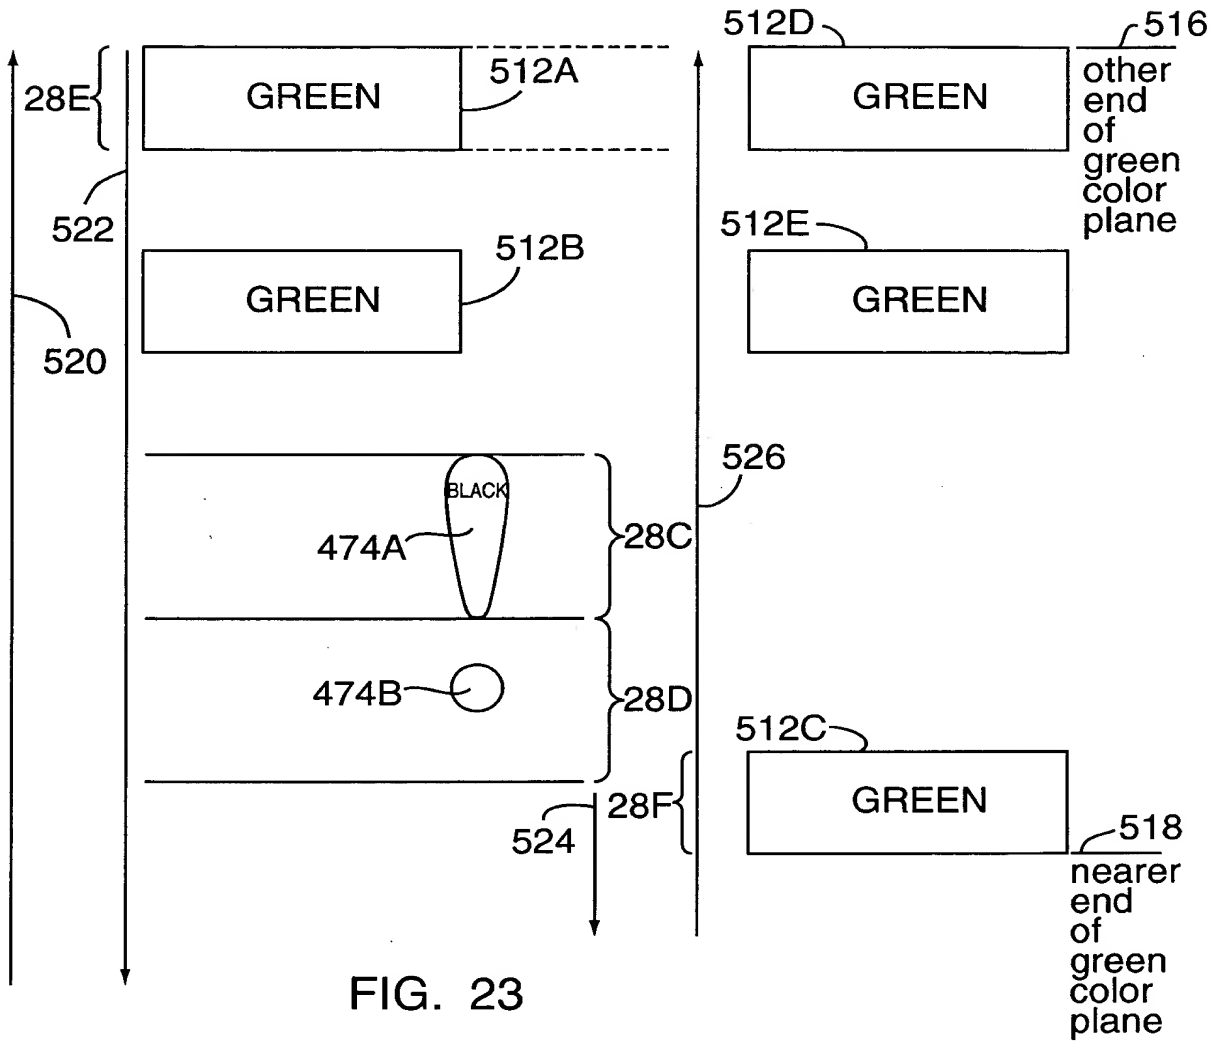 512D
516
28E
GREEN
512A
GREEN
other
end
of
green
color
plane
522
512B
512E
GREEN
GREEN
520
526
BLACK
474A
28C
474B
28D
512C
28F
GREEN
524
518
nearer
end
of
green
color
plane
FIG. 23